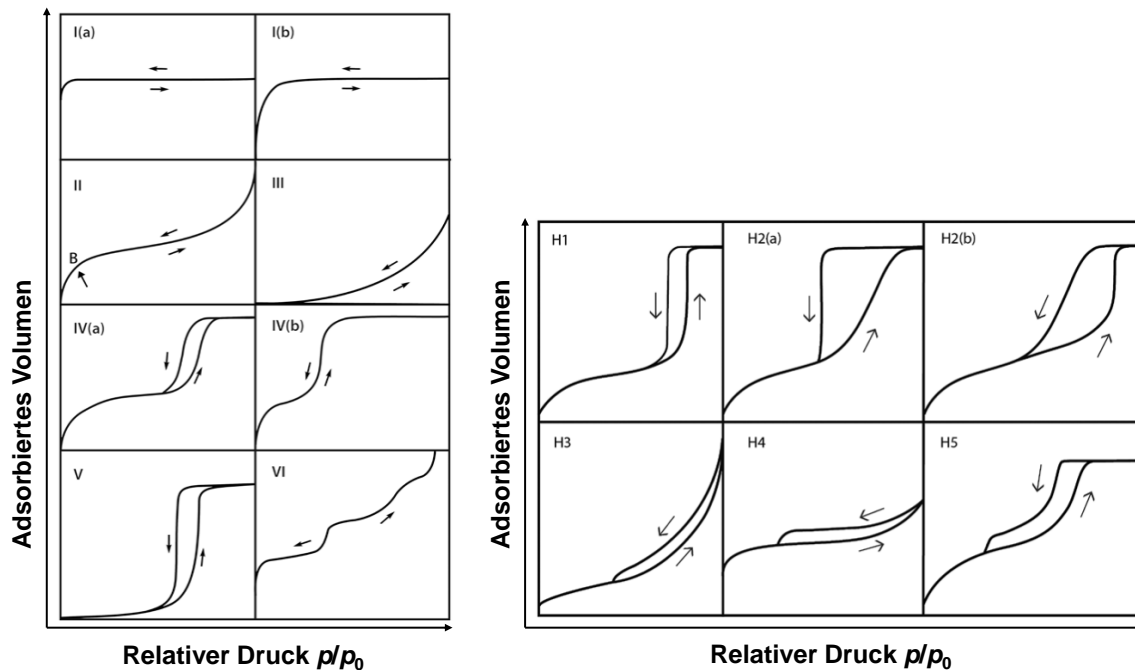 Adsorbiertes Volumen
I(a)
I(b)
II
III
B
IV(a)
IV(b)
V
VI
Relativer Druck p/p0
Adsorbiertes Volumen
H1
H2(a)
H2(b)
H3
H4
H5
Relativer Druck p/p0